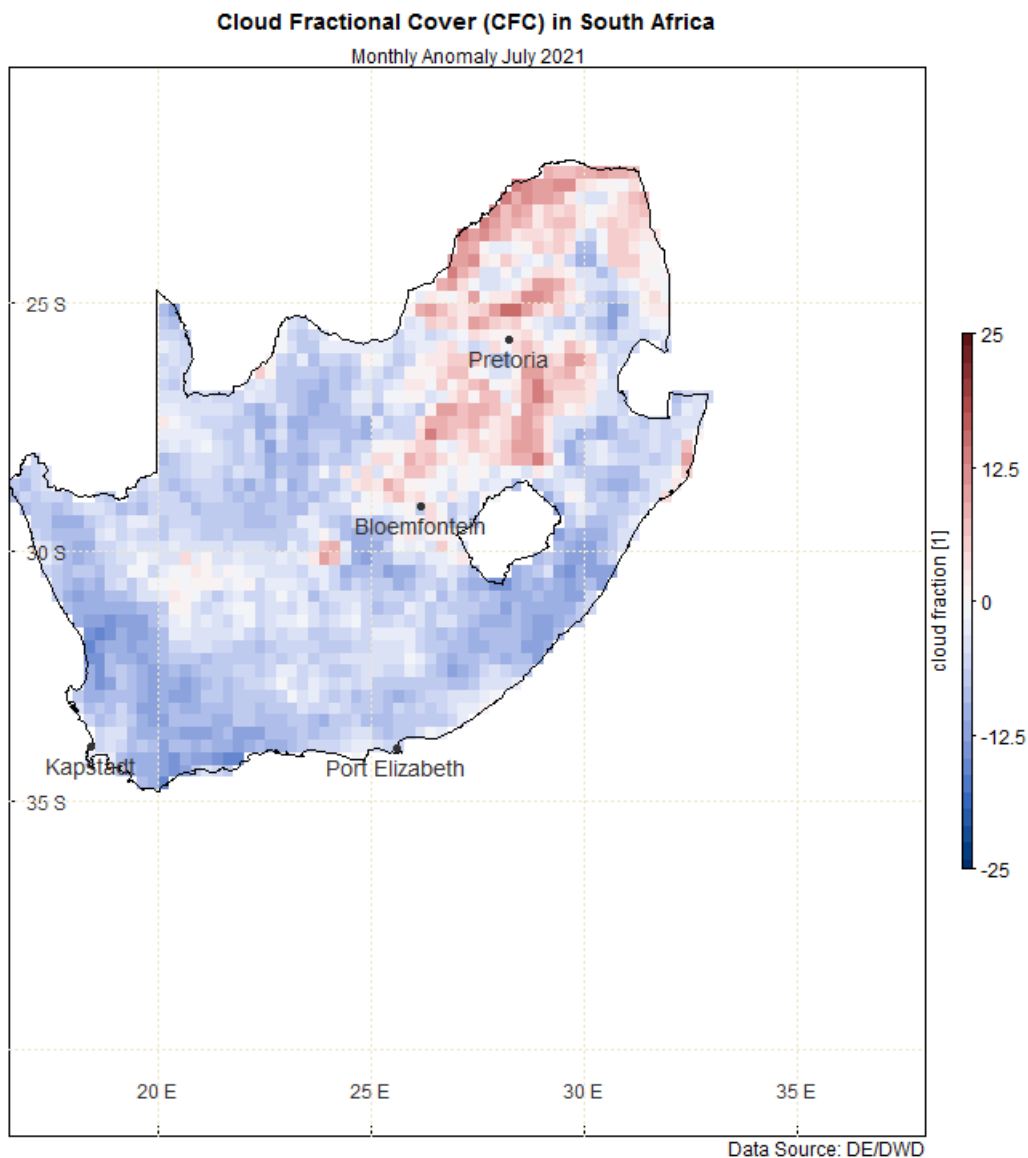 Cloud Fractional Cover (CFC) in South Africa
Monthly Anomaly July 2021
25 S
25
Pretoria
12.5
Bloemfontein
30 S
0
cloud fraction [1]
-12.5
Kapstadt
Port Elizabeth
35 S
-25
20 E
25 E
30 E
35 E
Data Source: DE/DWD